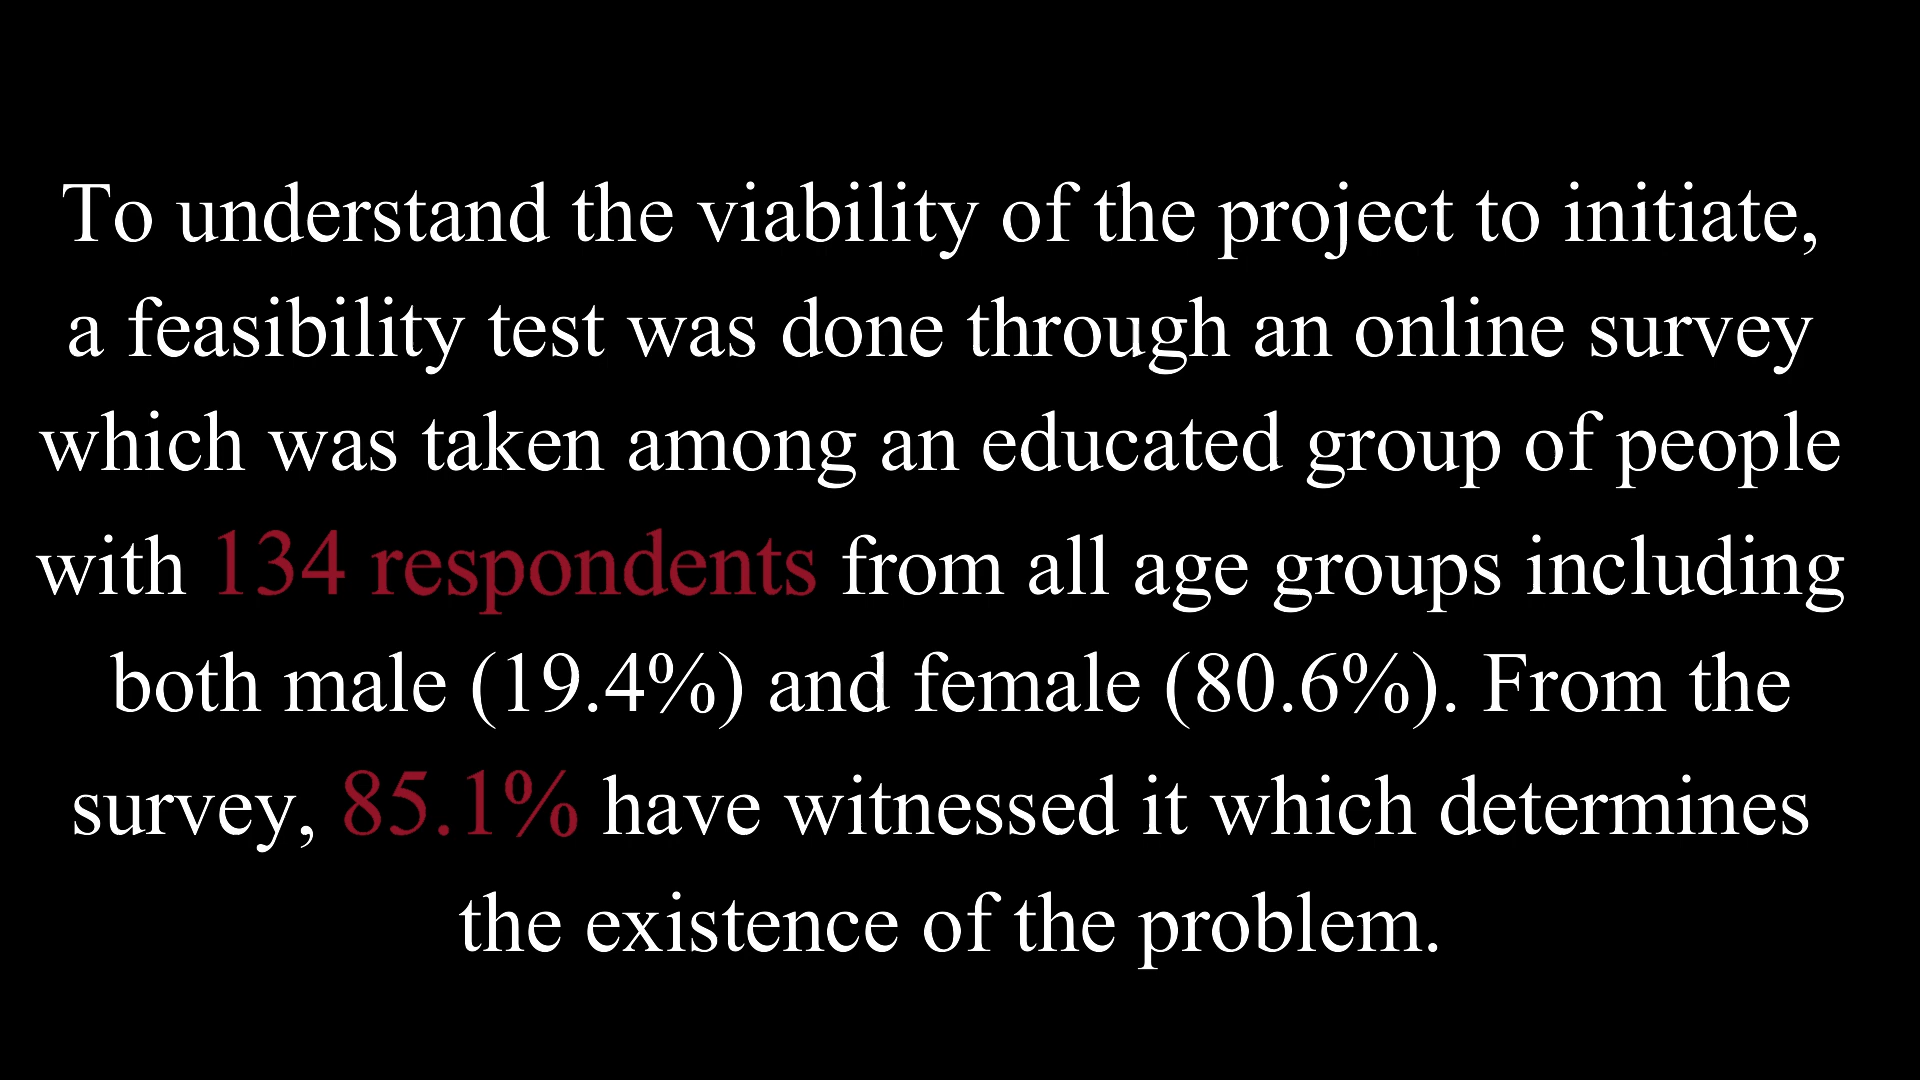 To understand the viability of the project to initiate,
a feasibility test was done through an online survey
which was taken among an educated group of people
with 134 respondents from all age groups including
both male (19.4%) and female (80.6%). From the
survey, 85.1% have witnessed it which determines
the existence of the problem.